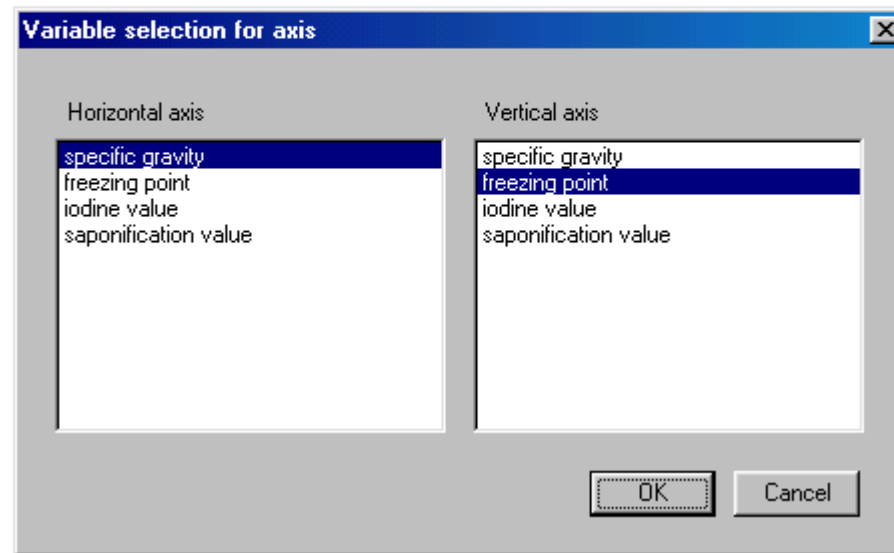 Variable selection for axis
Horizontal axis
specific gravity
freezing point
iodine value
saponification value
Vertical axis
specific gravity
freezing point
iodine value
saponification value
OK
Cancel